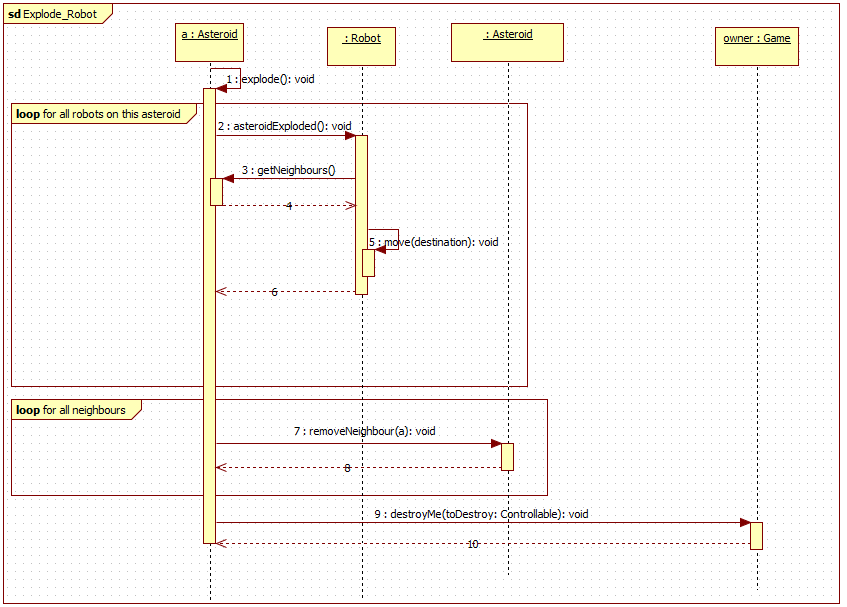 sd Explode_Robot
a : Asteroid
: Robot
: Asteroid
owner : Game
1 : explode(): void
loop for all robots on this asteroid
2 : asteroidExploded(): void
3 : getNeighbours()
4
5 : move(destination): void
6
loop for all neighbours
7 : removeNeighbour(a): void
8
9 : destroyMe(toDestroy: Controllable): void
10